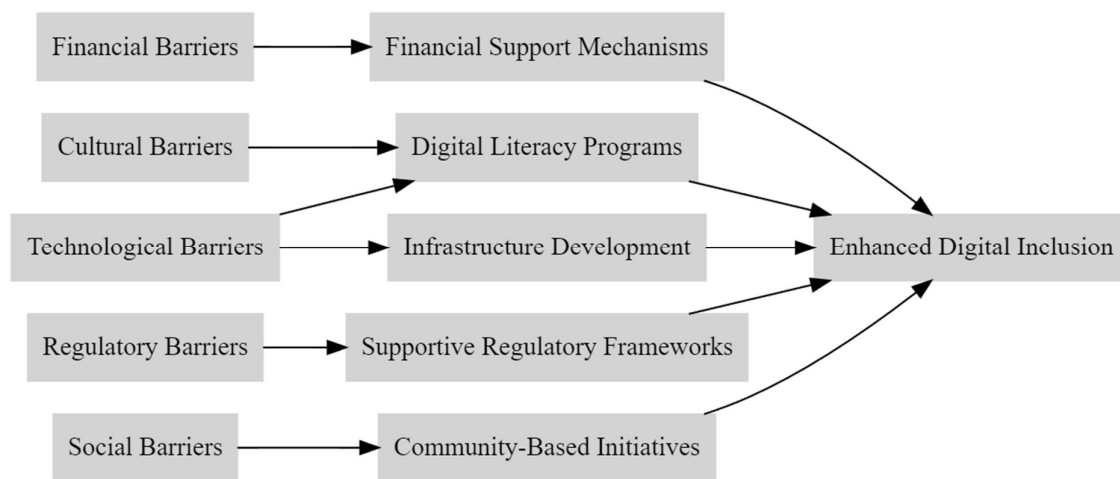 Financial Barriers
Financial Support Mechanisms
Cultural Barriers
Digital Literacy Programs
Technological Barriers
Infrastructure Development
Enhanced Digital Inclusion
Regulatory Barriers
Supportive Regulatory Frameworks
Social Barriers
Community-Based Initiatives